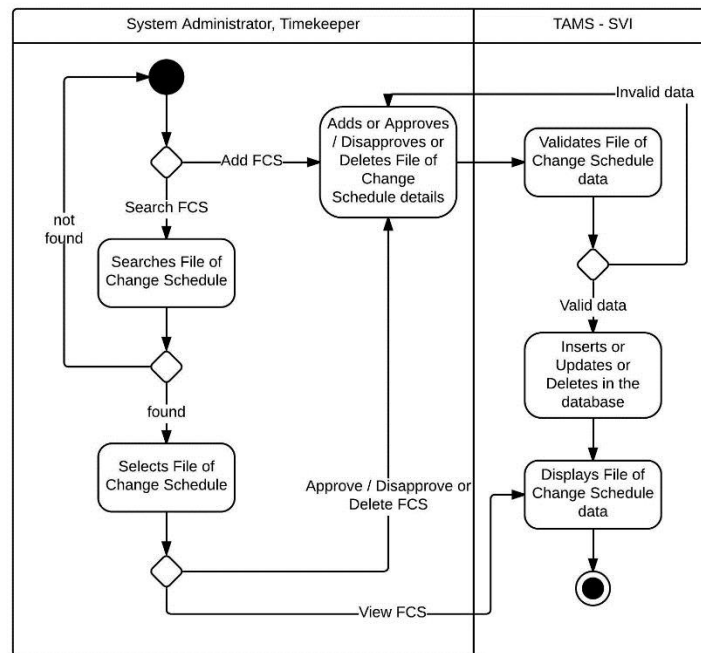 System Administrator, Timekeeper
TAMS - SVI
Invalid data
Adds or Approves
/ Disapproves or
Deletes File of
Change
Schedule details
Validates File of
Change Schedule
data
Add FCS
Search FCS
not
found
Searches File of
Change Schedule
Valid data
Inserts or
Updates or
Deletes in the
database
found
Selects File of
Change Schedule
Approve / Disapprove or
Delete FCS
Displays File of
Change Schedule
data
View FCS